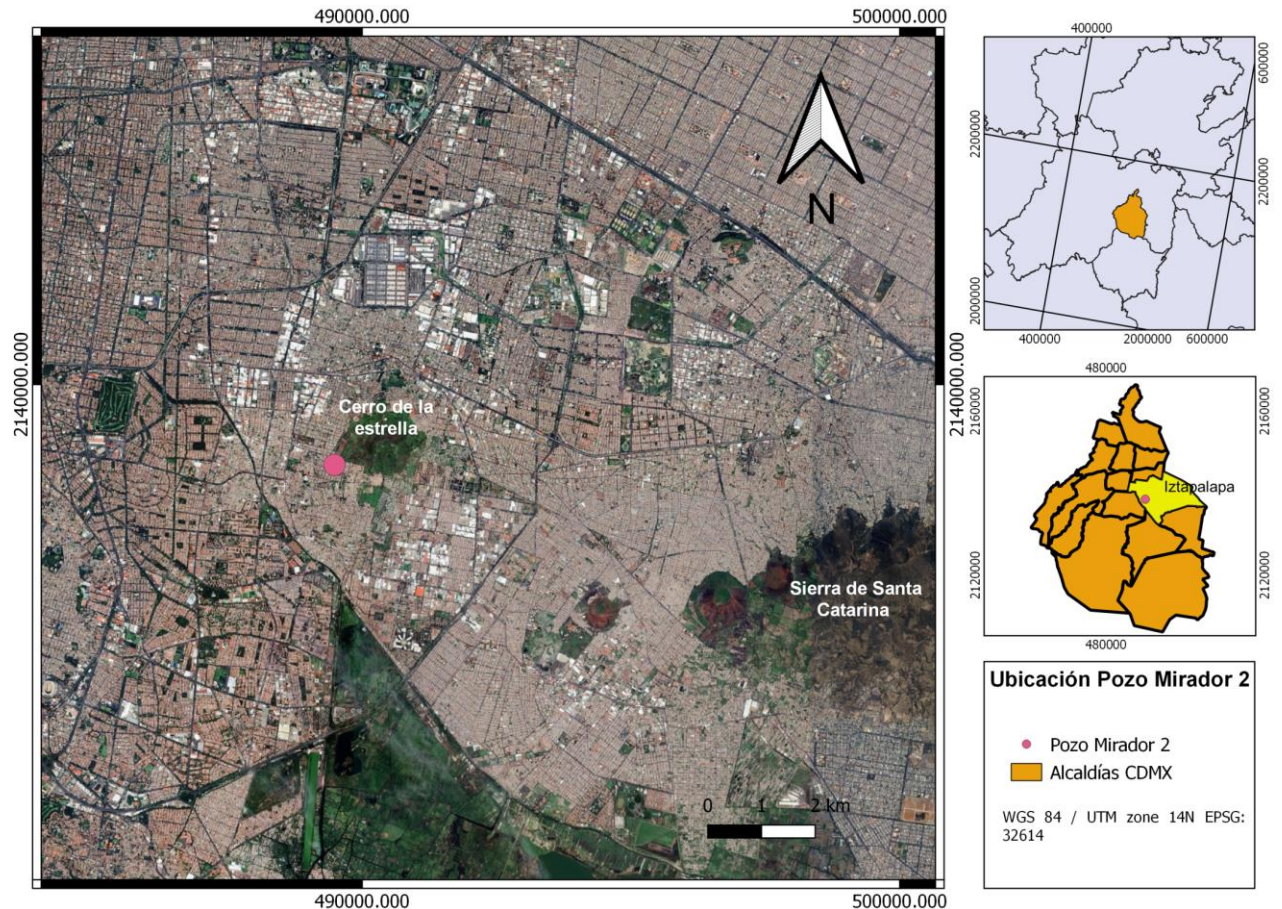 490000.000
500000.000
2140000.000
2140000.000
Cerro de la
estrella
Sierra de Santa
Catarina
N
0 1 2 km
490000.000
500000.000
400000
600000
2200000
2200000
2000000
400000
2000000
600000
480000
2160000
2160000
Iztapalapa
2120000
2120000
480000
Ubicación Pozo Mirador 2
Pozo Mirador 2
Alcaldías CDMX
WGS 84 / UTM zone 14N EPSG:
32614